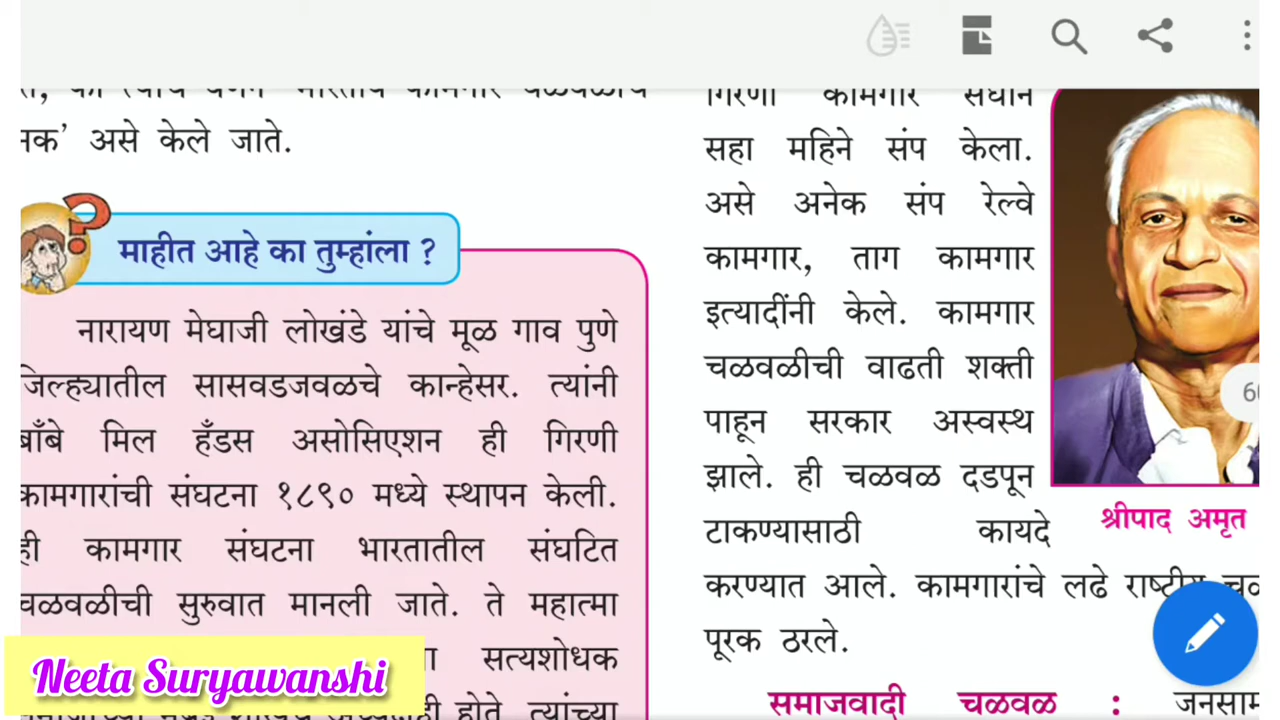 नक’ असे केले जाते.
माहीत आहे का तुम्हांला ?
नारायण मेघाजी लोखंडे यांचे मूळ गाव पुणे
जिल्ह्यातील सासवडजवळचे कान्हेसर. त्यांनी
बाँबे मिल हँडस असोसिएशन ही गिरणी
कामगारांची संघटना १८९० मध्ये स्थापन केली.
ही कामगार संघटना भारतातील संघटित
चळवळीची सुरुवात मानली जाते. ते महात्मा
सत्यशोधक
होते. त्यांच्या
गिरणी कामगार संघाने
सहा महिने संप केला.
असे अनेक संप रेल्वे
कामगार, ताग कामगार
इत्यादींनी केले. कामगार
चळवळीची वाढती शक्ती
पाहून सरकार अस्वस्थ
झाले. ही चळवळ दडपून
टाकण्यासाठी कायदे
करण्यात आले. कामगारांचे लढे राष्ट्रीय
पूरक ठरले.
समाजवादी चळवळ :
श्रीपाद अमृत
Neeta Suryawanshi